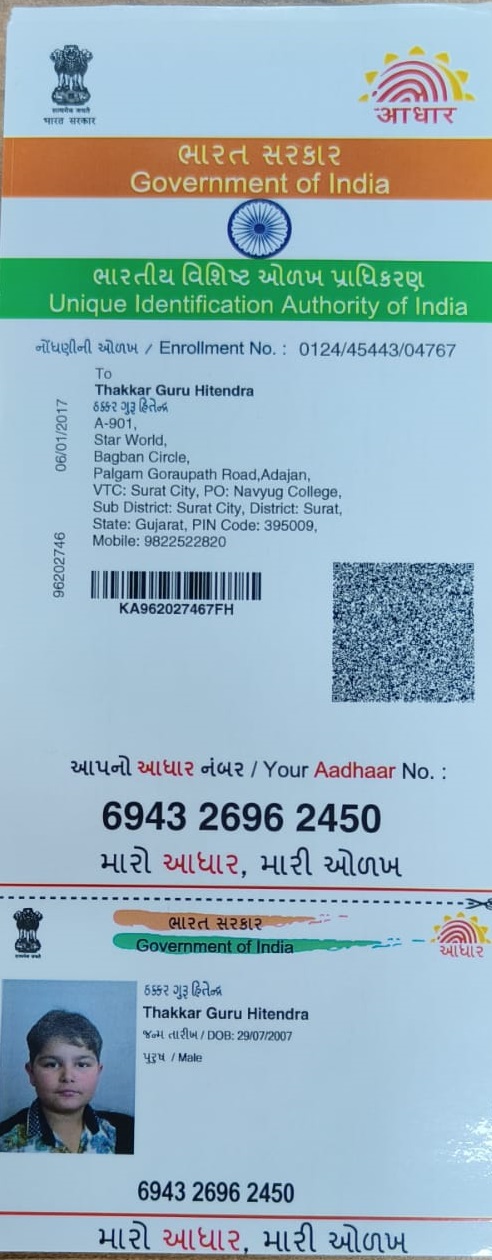 सत्यमेव जयते
भारत सरकार
आधार
ભારત સરકાર
Government of India
ભારતીય વિશિષ્ટ ઓળખ પ્રાધિકરણ
Unique Identification Authority of India
નોંધણીની ઓળખ / Enrollment No. : 0124/45443/04767
To
Thakkar Guru Hitendra
ઠક્કર ગુરૂ હિતેન્દ્ર
A-901,
Star World,
Bagban Circle,
Palgam Goraupath Road,Adajan,
VTC: Surat City, PO: Navyug College,
Sub District: Surat City, District: Surat,
State: Gujarat, PIN Code: 395009,
Mobile: 9822522820
06/01/2017
96202746
KA962027467FH
આપનો આધાર નંબર / Your Aadhaar No. :
6943 2696 2450
મારો આધાર, મારી ઓળખ
ભારત સરકાર
Government of India
આધાર
ઠક્કર ગુરૂ હિતેન્દ્ર
Thakkar Guru Hitendra
જન્મ તારીખ / DOB: 29/07/2007
પુરુષ / Male
6943 2696 2450
મારો આધાર, મારી ઓળખ